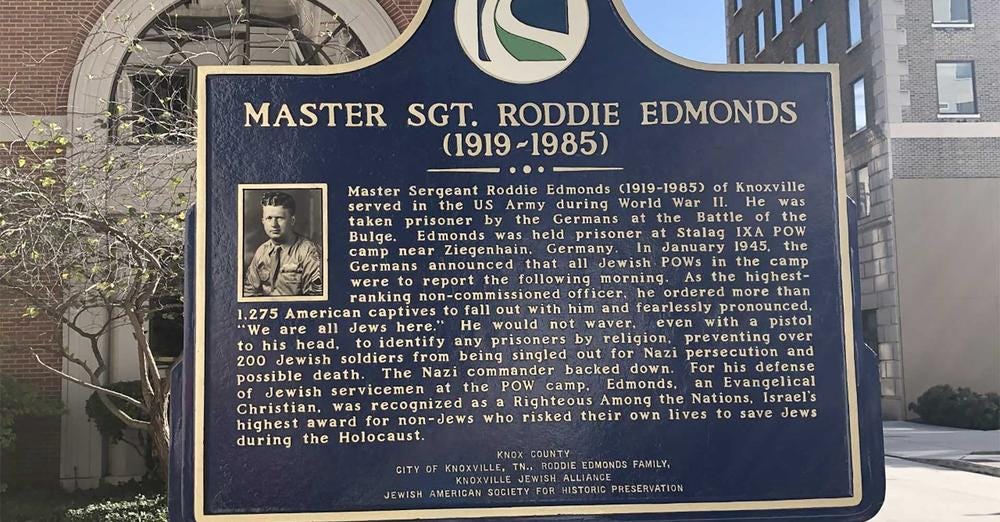 MASTER SGT. RODDIE EDMONDS
(1919~1985)
Master Sergeant Roddie Edmonds (1919-1985) of Knoxville
served in the US Army during World War II. He was
taken prisoner by the Germans at the Battle of the
Bulge. Edmonds was held prisoner at Stalag IXA POW
camp near Ziegenhain, Germany. In January 1945, the
Germans announced that all Jewish POWs in the camp
were to report the following morning. As the highest-
ranking non-commissioned officer, he ordered more than
1,275 American captives to fall out with him and fearlessly pronounced,
"We are all Jews here." He would not waver, even with a pistol
to his head, to identify any prisoners by religion, preventing over
200 Jewish soldiers from being singled out for Nazi persecution and
possible death. The Nazi commander backed down. For his defense
of Jewish servicemen at the POW camp, Edmonds, an Evangelical
Christian, was recognized as a Righteous Among the Nations, Israel's
highest award for non-Jews who risked their own lives to save Jews
during the Holocaust.
KNOX COUNTY
CITY OF KNOXVILLE, TN., RODDIE EDMONDS FAMILY,
KNOXVILLE JEWISH ALLIANCE
JEWISH AMERICAN SOCIETY FOR HISTORIC PRESERVATION